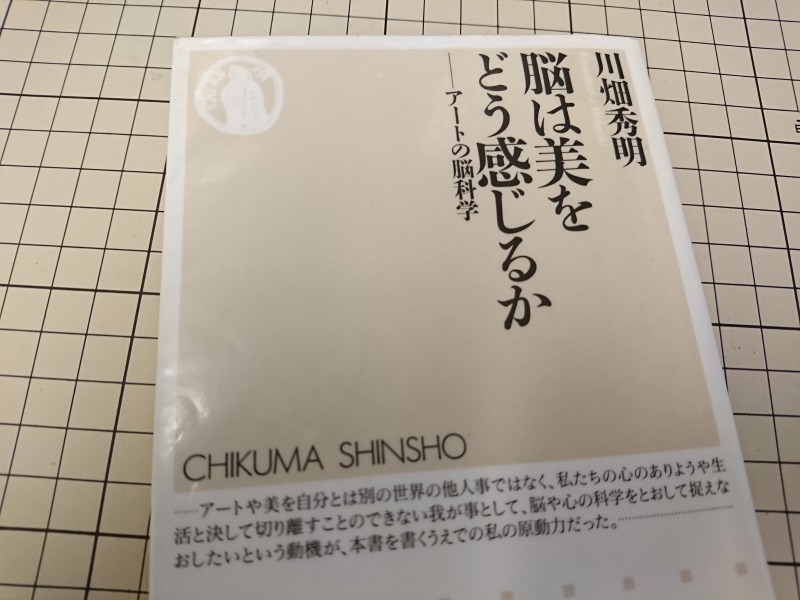 川畑秀明
脳は美を
どう感じるか
──アートの脳科学
CHIKUMA SHINSHO
……アートや美を自分とは別の世界の他人事ではなく、私たちの心のありようや生
活と決して切り離すことのできない我が事として、脳や心の科学をとおして捉えな
おしたいという動機が、本書を書くうえでの私の原動力だった。……………